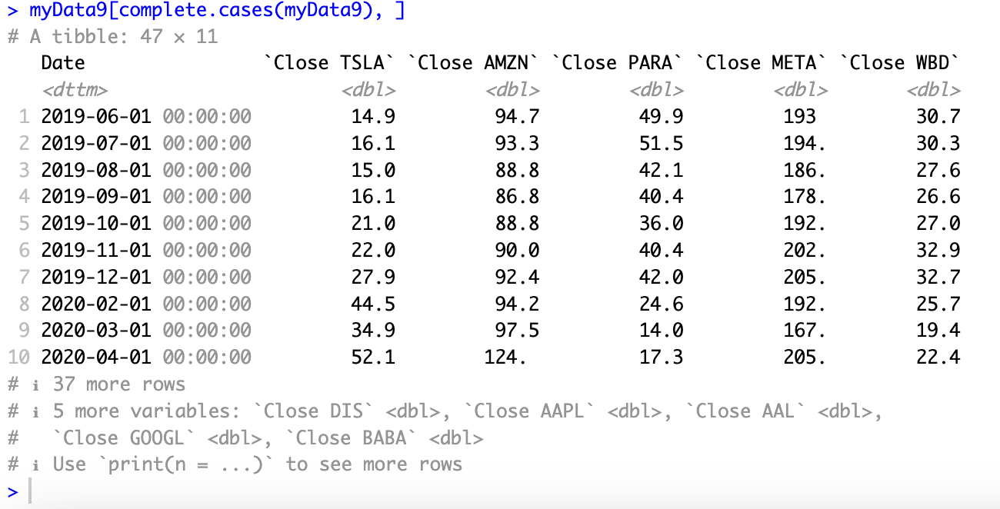 > myData9[complete.cases(myData9), ]
# A tibble: 47 × 11
   Date                `Close TSLA` `Close AMZN` `Close PARA` `Close META` `Close WBD`
   <dttm>                     <dbl>        <dbl>        <dbl>        <dbl>       <dbl>
 1 2019-06-01 00:00:00         14.9         94.7         49.9         193         30.7
 2 2019-07-01 00:00:00         16.1         93.3         51.5         194.        30.3
 3 2019-08-01 00:00:00         15.0         88.8         42.1         186.        27.6
 4 2019-09-01 00:00:00         16.1         86.8         40.4         178.        26.6
 5 2019-10-01 00:00:00         21.0         88.8         36.0         192.        27.0
 6 2019-11-01 00:00:00         22.0         90.0         40.4         202.        32.9
 7 2019-12-01 00:00:00         27.9         92.4         42.0         205.        32.7
 8 2020-02-01 00:00:00         44.5         94.2         24.6         192.        25.7
 9 2020-03-01 00:00:00         34.9         97.5         14.0         167.        19.4
10 2020-04-01 00:00:00         52.1        124.          17.3         205.        22.4
# ℹ 37 more rows
# ℹ 5 more variables: `Close DIS` <dbl>, `Close AAPL` <dbl>, `Close AAL` <dbl>,
#   `Close GOOGL` <dbl>, `Close BABA` <dbl>
# ℹ Use `print(n = ...)` to see more rows
>